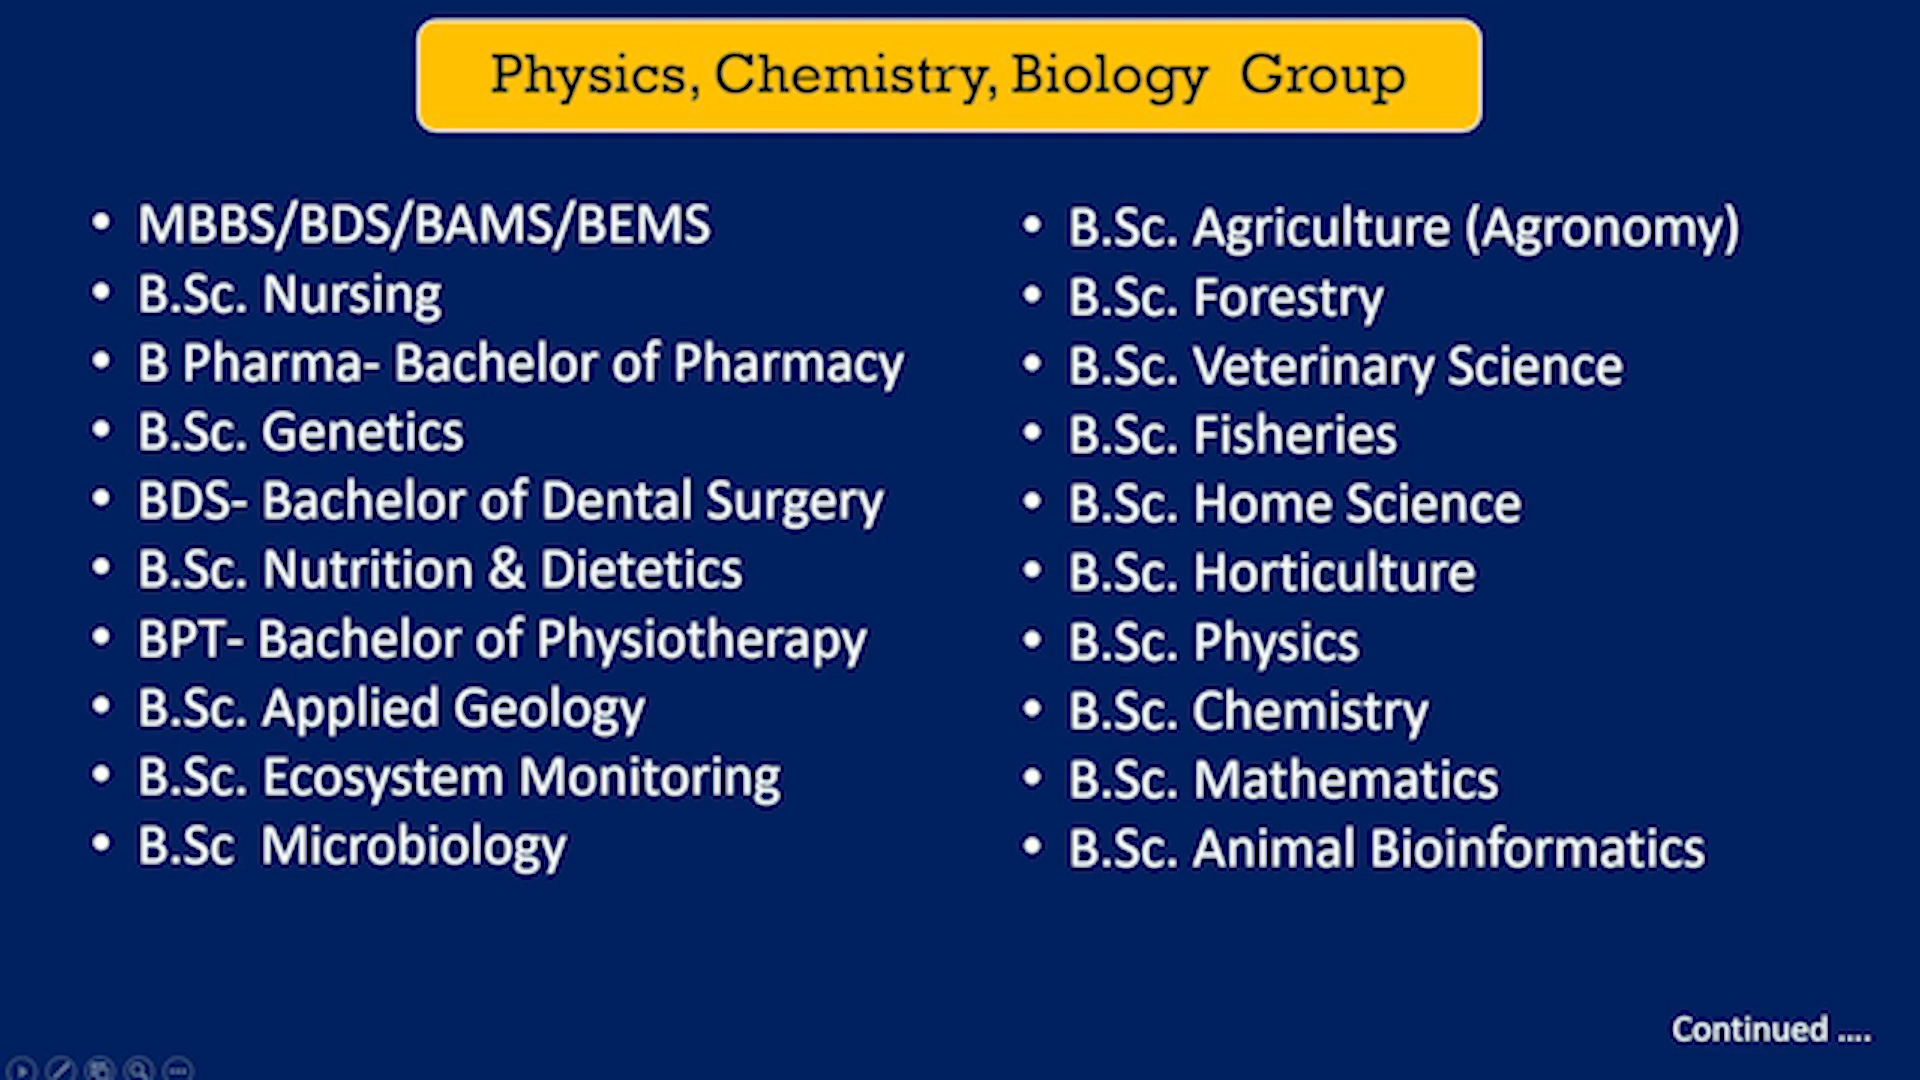 Physics, Chemistry, Biology Group
• MBBS/BDS/BAMS/BEMS
• B.Sc. Nursing
• B Pharma- Bachelor of Pharmacy
• B.Sc. Genetics
• BDS- Bachelor of Dental Surgery
• B.Sc. Nutrition & Dietetics
• BPT- Bachelor of Physiotherapy
• B.Sc. Applied Geology
• B.Sc. Ecosystem Monitoring
• B.Sc Microbiology
• B.Sc. Agriculture (Agronomy)
• B.Sc. Forestry
• B.Sc. Veterinary Science
• B.Sc. Fisheries
• B.Sc. Home Science
• B.Sc. Horticulture
• B.Sc. Physics
• B.Sc. Chemistry
• B.Sc. Mathematics
• B.Sc. Animal Bioinformatics
Continued ....